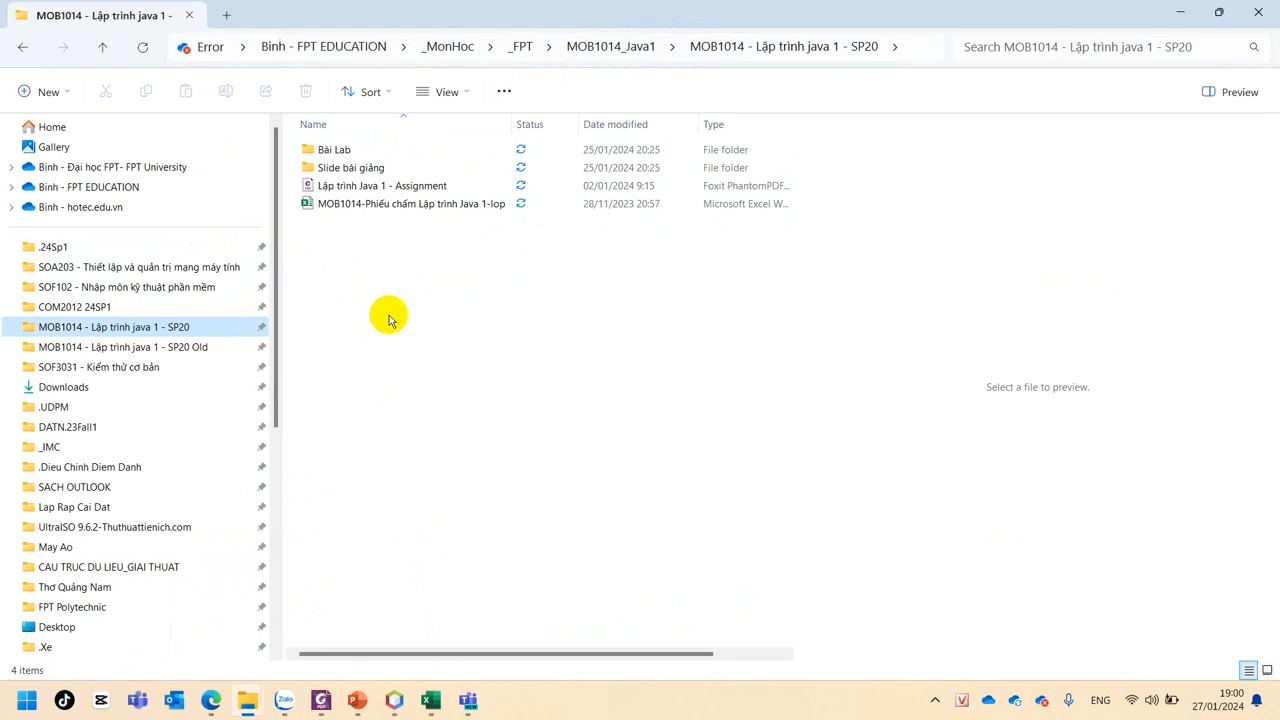 MOB1014 - Lập trình java 1 -
Error
Binh - FPT EDUCATION
_MonHoc
_FPT
MOB1014_Java1
MOB1014 - Lập trình java 1 - SP20
Search MOB1014 - Lập trình java 1 - SP20
New
Sort
View
Preview
Name
Status
Date modified
Type
Home
Gallery
Binh - Đại học FPT- FPT University
Binh - FPT EDUCATION
Binh - hotec.edu.vn
.24Sp1
SOA203 - Thiết lập và quản trị mạng máy tính
SOF102 - Nhập môn kỹ thuật phần mềm
COM2012 24SP1
MOB1014 - Lập trình java 1 - SP20
MOB1014 - Lập trình java 1 - SP20 Old
SOF3031 - Kiểm thử cơ bản
Downloads
.UDPM
DATN.23Fall1
_IMC
.Dieu Chinh Diem Danh
SACH OUTLOOK
Lap Rap Cai Dat
UltraISO 9.6.2-Thuthuattienich.com
May Ao
CAU TRUC DU LIEU_GIAI THUAT
Thơ Quảng Nam
FPT Polytechnic
Desktop
.Xe
Bài Lab 25/01/2024 20:25 File folder
Slide bài giảng 25/01/2024 20:25 File folder
Lập trình Java 1 - Assignment 02/01/2024 9:15 Foxit PhantomPDF...
MOB1014-Phiếu chấm Lập trình Java 1-lop 28/11/2023 20:57 Microsoft Excel W...
Select a file to preview.
4 items
Zalo
PDF
NEW
V
ENG
19:00
27/01/2024